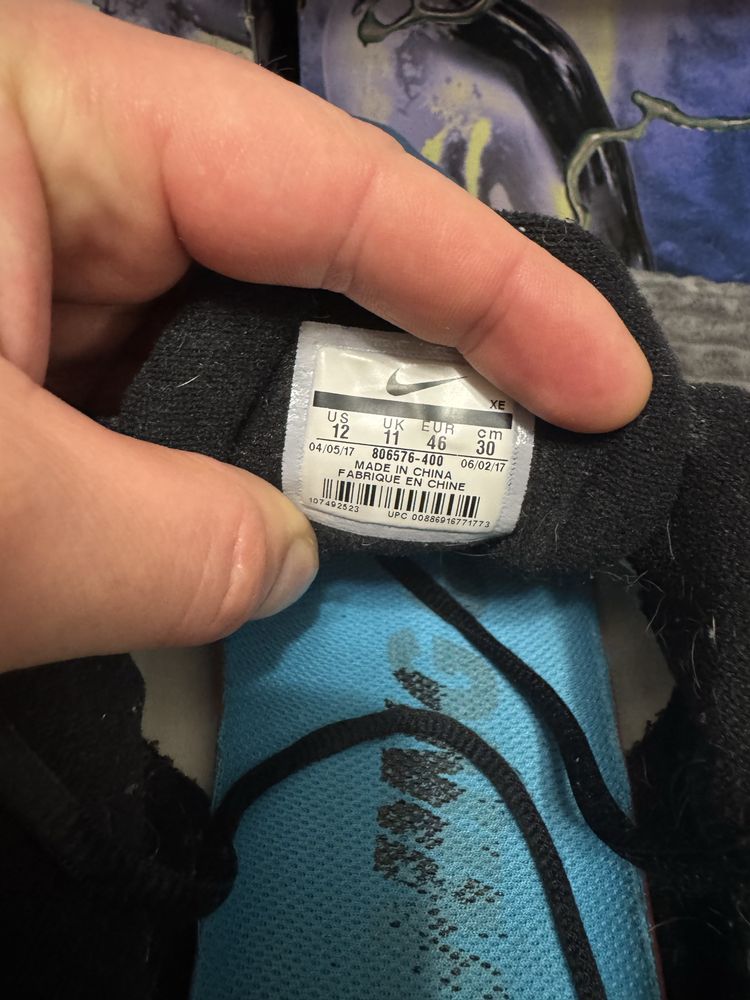 XE
US UK EUR cm
12 11 46 30
04/05/17 806576-400 06/02/17
MADE IN CHINA
FABRIQUE EN CHINE
107492523 UPC 00886916771773